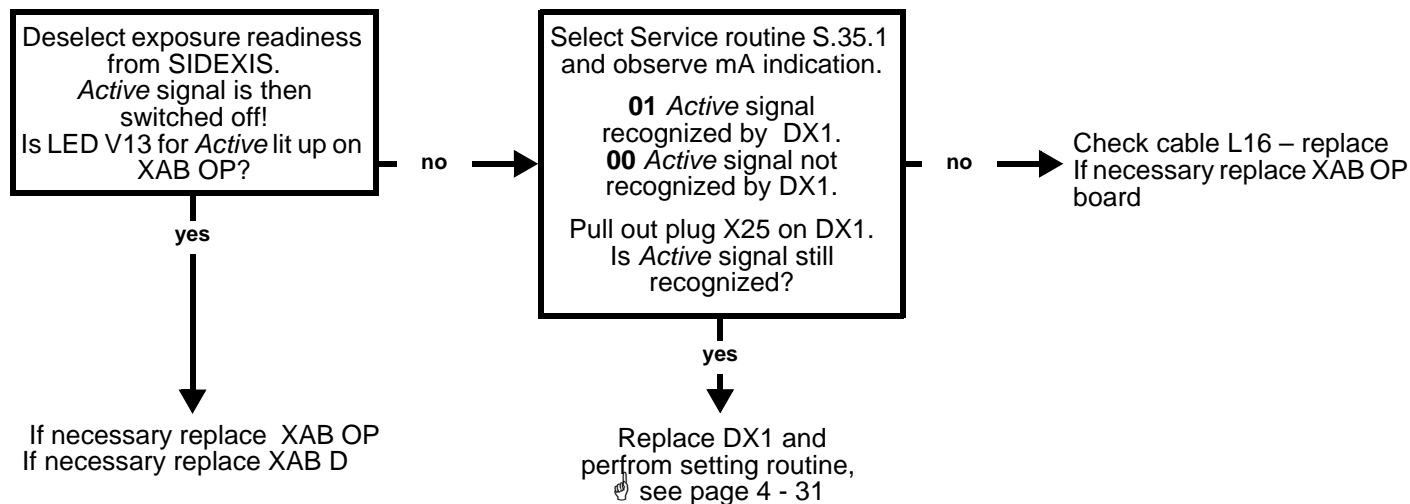 Deselect exposure readiness
from SIDEXIS.
Active signal is then
switched off!
Is LED V13 for Active lit up on
XAB OP?
no
Select Service routine S.35.1
and observe mA indication.
01 Active signal
recognized by DX1.
00 Active signal not
recognized by DX1.
Pull out plug X25 on DX1.
Is Active signal still
recognized?
no
Check cable L16 – replace
If necessary replace XAB OP
board
yes
If necessary replace XAB OP
If necessary replace XAB D
yes
Replace DX1 and
perfrom setting routine,
☝ see page 4 - 31